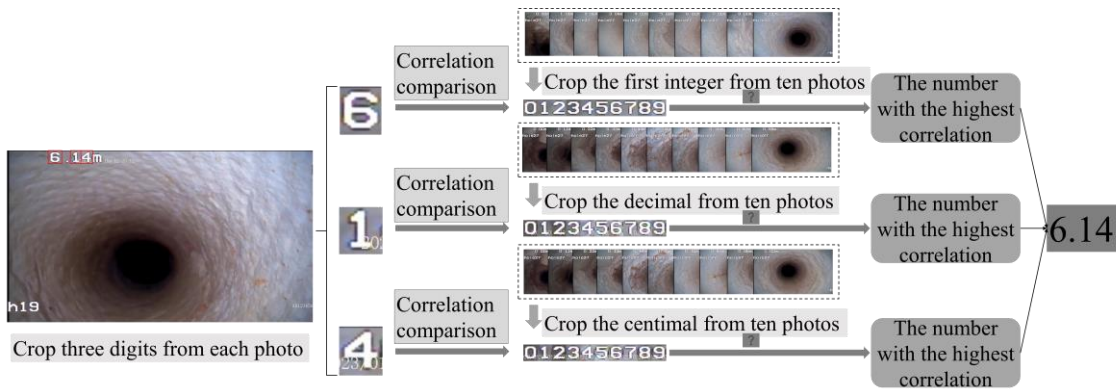 6.14m
h19
Crop three digits from each photo
6
1
4
Correlation
comparison
Crop the first integer from ten photos
0123456789
?
The number
with the highest
correlation
Correlation
comparison
Crop the decimal from ten photos
0123456789
?
The number
with the highest
correlation
Correlation
comparison
Crop the centimal from ten photos
0123456789
?
The number
with the highest
correlation
6.14